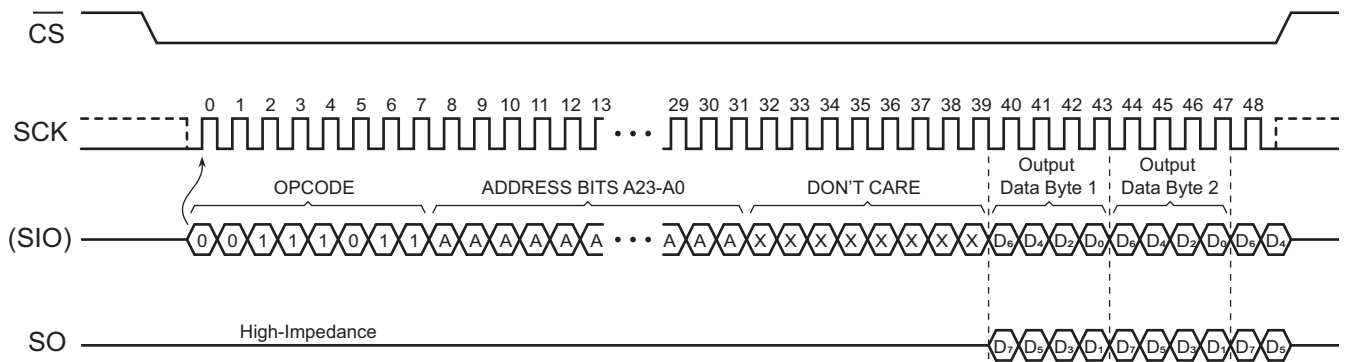 CS
0 1 2 3 4 5 6 7 8 9 10 11 12 13 29 30 31 32 33 34 35 36 37 38 39 40 41 42 43 44 45 46 47 48
SCK
OPCODE
ADDRESS BITS A23-A0
DON'T CARE
Output
Data Byte 1
Output
Data Byte 2
(SIO)
0 0 1 1 1 0 1 1 A A A A A A • • • A A A X X X X X X X X D₆ D₄ D₂ D₀ D₆ D₄ D₂ D₀ D₆ D₄
High-Impedance
SO
D₇ D₅ D₃ D₁ D₇ D₅ D₃ D₁ D₇ D₅